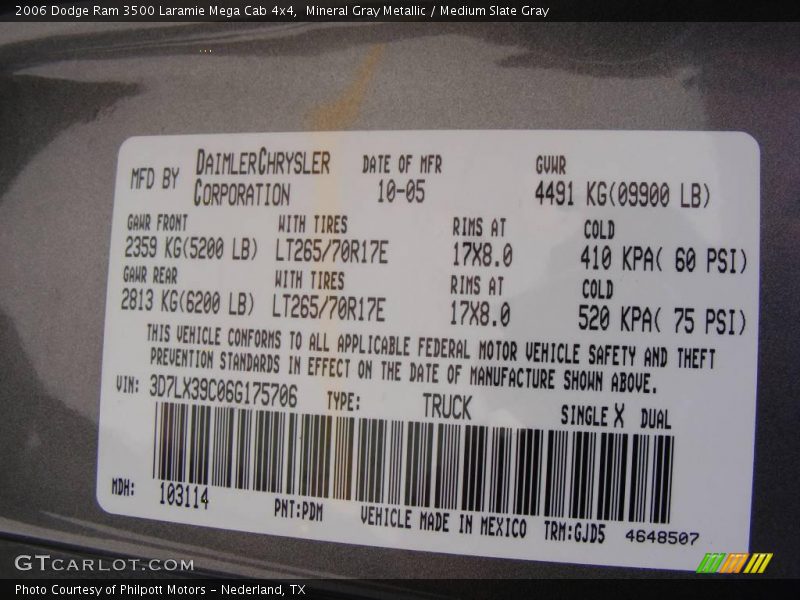 2006 Dodge Ram 3500 Laramie Mega Cab 4x4, Mineral Gray Metallic / Medium Slate Gray
MFD BY DAIMLERCHRYSLER CORPORATION DATE OF MFR 10-05 GVWR 4491 KG(09900 LB)
GAWR FRONT WITH TIRES RIMS AT COLD
2359 KG(5200 LB) LT265/70R17E 17X8.0 410 KPA( 60 PSI)
GAWR REAR WITH TIRES RIMS AT COLD
2813 KG(6200 LB) LT265/70R17E 17X8.0 520 KPA( 75 PSI)
THIS VEHICLE CONFORMS TO ALL APPLICABLE FEDERAL MOTOR VEHICLE SAFETY AND THEFT
PREVENTION STANDARDS IN EFFECT ON THE DATE OF MANUFACTURE SHOWN ABOVE.
VIN: 3D7LX39C06G175706 TYPE: TRUCK SINGLE X DUAL
MDH: 103114 PNT:PDM VEHICLE MADE IN MEXICO TRM:GJD5 4648507
GTCARLOT.COM
Photo Courtesy of Philpott Motors - Nederland, TX